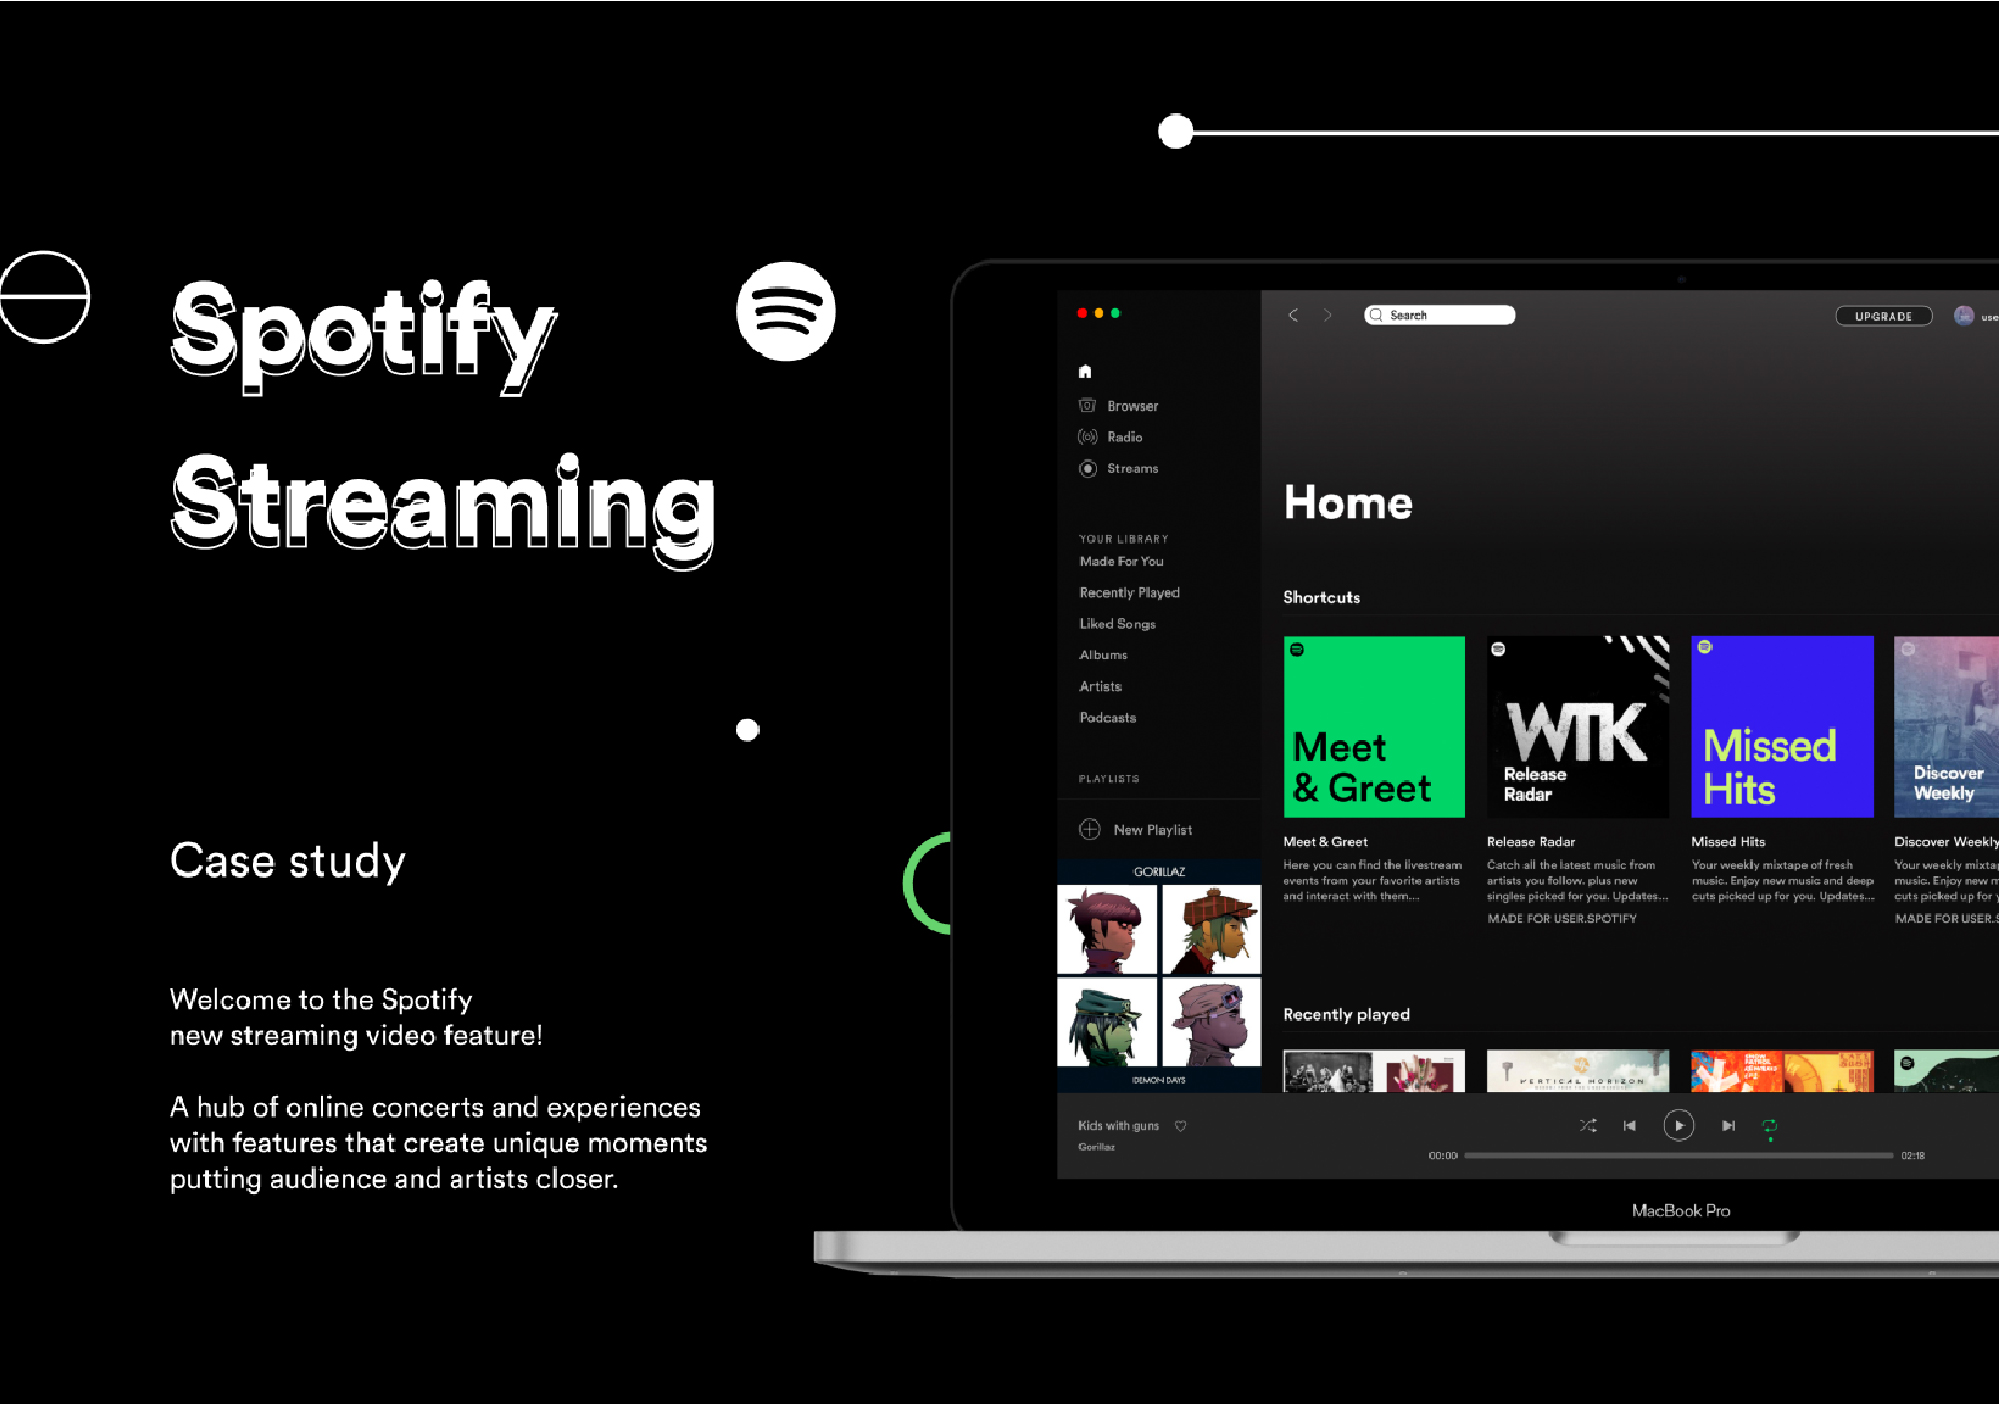 Spotify
Streaming
Case study
Welcome to the Spotify
new streaming video feature!
A hub of online concerts and experiences
with features that create unique moments
putting audience and artists closer.
Search
UPGRADE
use
Browser
Radio
Streams
YOUR LIBRARY
Made For You
Recently Played
Liked Songs
Albums
Artists
Podcasts
PLAYLISTS
New Playlist
GORILLAZ
DEMON DAYS
Home
Shortcuts
Meet
& Greet
WTK
Release
Radar
Missed
Hits
Discover
Weekly
Meet & Greet
Here you can find the livestream
events from your favorite artists
and interact with them....
Release Radar
Catch all the latest music from
artists you follow, plus new
singles picked for you. Updates...
MADE FOR USER.SPOTIFY
Missed Hits
Your weekly mixtape of fresh
music. Enjoy new music and deep
cuts picked up for you. Updates...
Discover Weekly
Your weekly mixta
music. Enjoy new m
cuts picked up for y
MADE FOR USER.S
Recently played
VERTICAL HORIZON
Kids with guns
Gorillaz
00:00
02:18
MacBook Pro